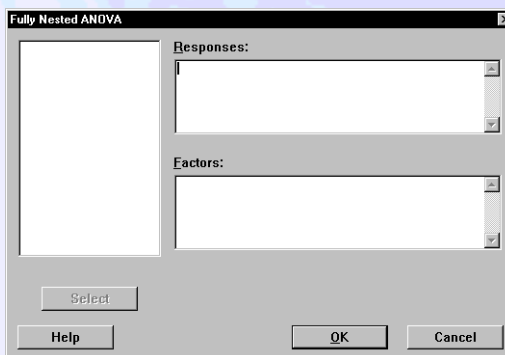 Fully Nested ANOVA
Responses:
Factors:
Select
Help
OK
Cancel